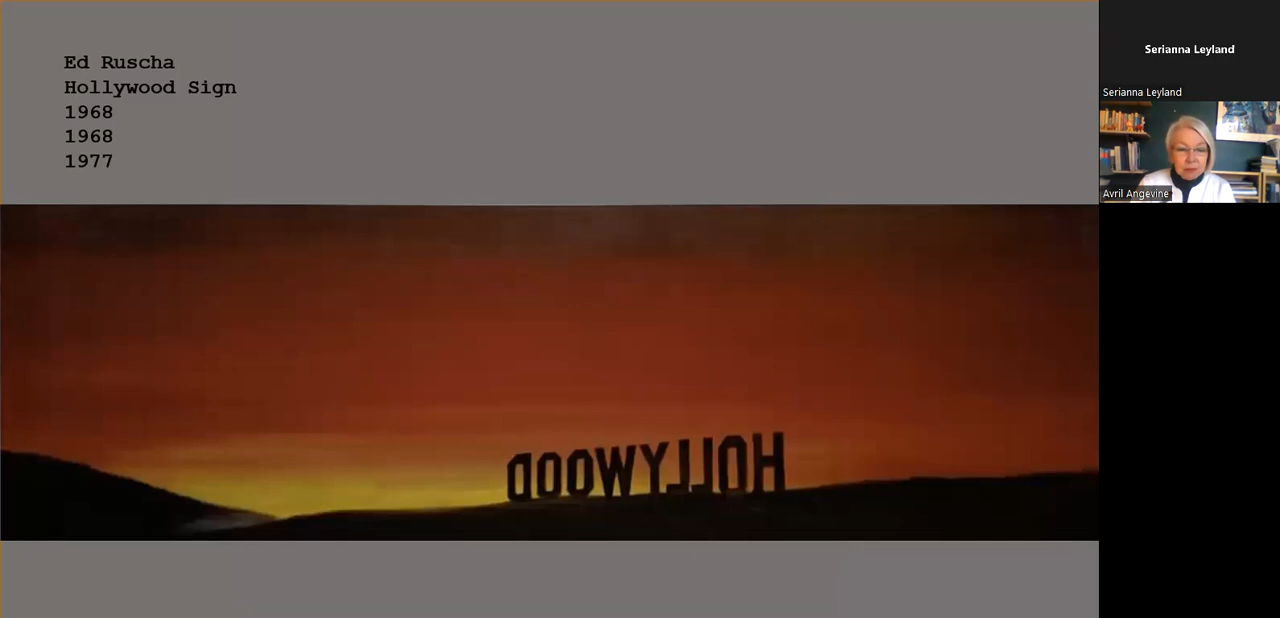 Ed Ruscha
Hollywood Sign
1968
1968
1977
HOLLYWOOD
Serianna Leyland
Serianna Leyland
Avril Angevine